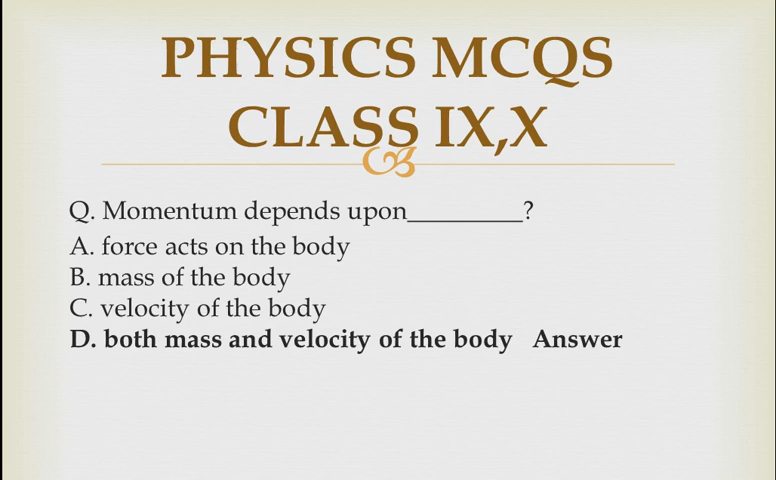 PHYSICS MCQS
CLASS IX,X
Q. Momentum depends upon_________?
A. force acts on the body
B. mass of the body
C. velocity of the body
D. both mass and velocity of the body   Answer